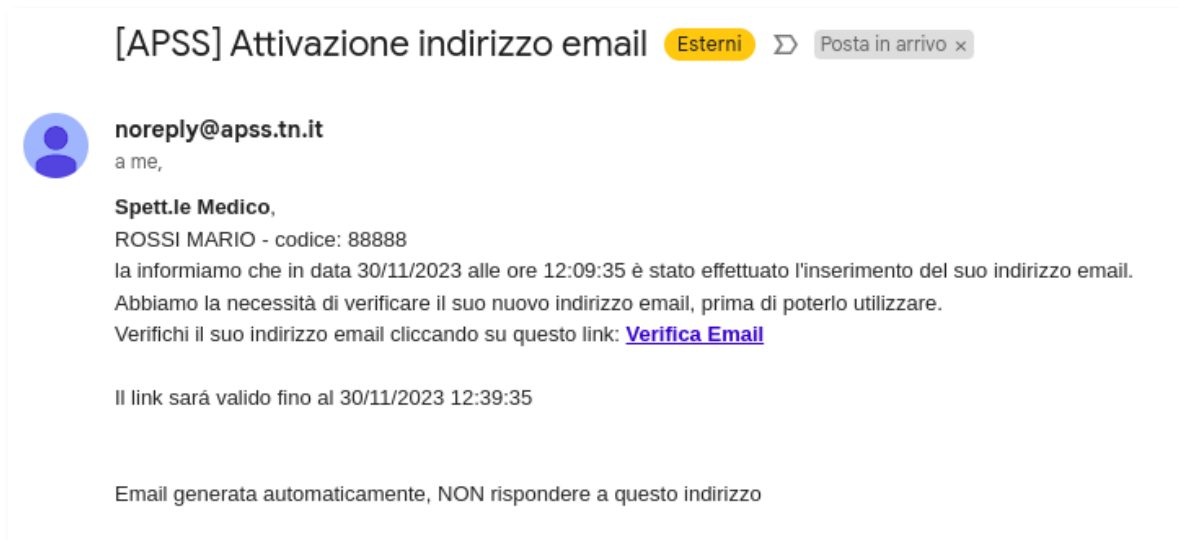 [APSS] Attivazione indirizzo email Esterni Posta in arrivo ×
noreply@apss.tn.it
a me,
Spett.le Medico,
ROSSI MARIO - codice: 88888
la informiamo che in data 30/11/2023 alle ore 12:09:35 è stato effettuato l'inserimento del suo indirizzo email.
Abbiamo la necessità di verificare il suo nuovo indirizzo email, prima di poterlo utilizzare.
Verifichi il suo indirizzo email cliccando su questo link: Verifica Email
Il link sará valido fino al 30/11/2023 12:39:35
Email generata automaticamente, NON rispondere a questo indirizzo